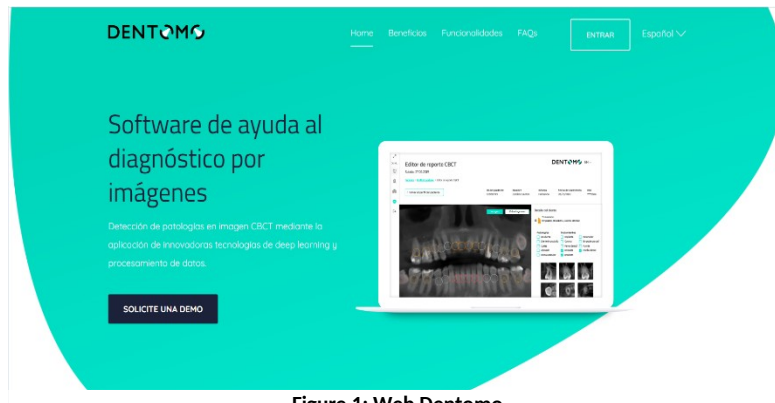 DENTOMO
Home Beneficios Funcionalidades FAQs ENTRAR Español
Software de ayuda al
diagnóstico por
imágenes
Detección de patologías en imagen CBCT mediante la
aplicación de innovadoras tecnologías de deep learning y
procesamiento de datos.
SOLICITE UNA DEMO
Editor de reporte CBCT
DENTOMO
Figure 1: Web Dentomo